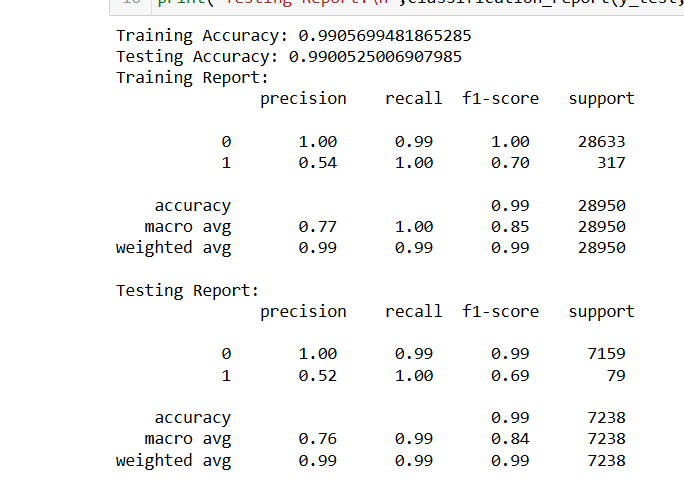 print("Testing Report:\n",classification_report(y_test,
Training Accuracy: 0.9905699481865285
Testing Accuracy: 0.9900525006907985
Training Report:
precision recall f1-score support
0 1.00 0.99 1.00 28633
1 0.54 1.00 0.70 317
accuracy 0.99 28950
macro avg 0.77 1.00 0.85 28950
weighted avg 0.99 0.99 0.99 28950
Testing Report:
precision recall f1-score support
0 1.00 0.99 0.99 7159
1 0.52 1.00 0.69 79
accuracy 0.99 7238
macro avg 0.76 0.99 0.84 7238
weighted avg 0.99 0.99 0.99 7238